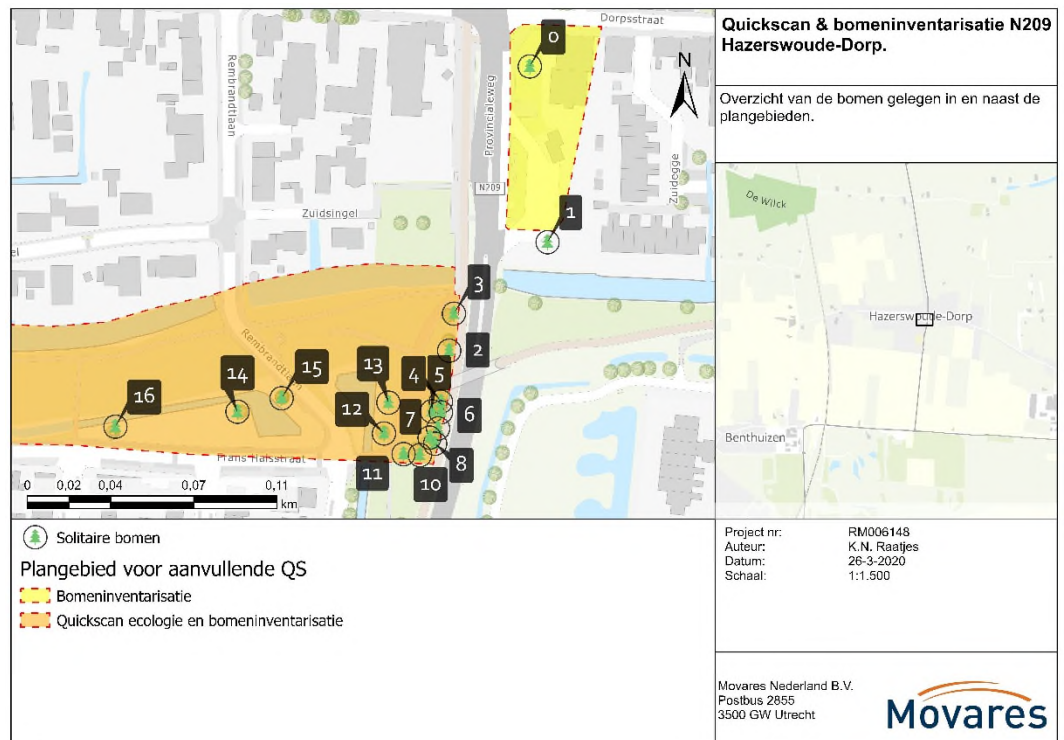 Quickscan & bomeninventarisatie N209
Hazerswoude-Dorp.
Overzicht van de bomen gelegen in en naast de
plangebieden.
Dorpsstraat
0
N
Rembrandtlaan
Provincialeweg
Zuidogge
N209
Zuidsingel
1
3
2
Rembrandtlaan
13
4
5
14
15
16
12
7
6
8
11
10
Frans Halsstraat
0 0,02 0,04 0,07 0,11
km
De Wilck
Hazerswoude-Dorp
Benthuizen
Solitaire bomen
Plangebied voor aanvullende QS
Bomeninventarisatie
Quickscan ecologie en bomeninventarisatie
Project nr: RM006148
Auteur: K.N. Raatjes
Datum: 26-3-2020
Schaal: 1:1.500
Movares Nederland B.V.
Postbus 2855
3500 GW Utrecht
Movares